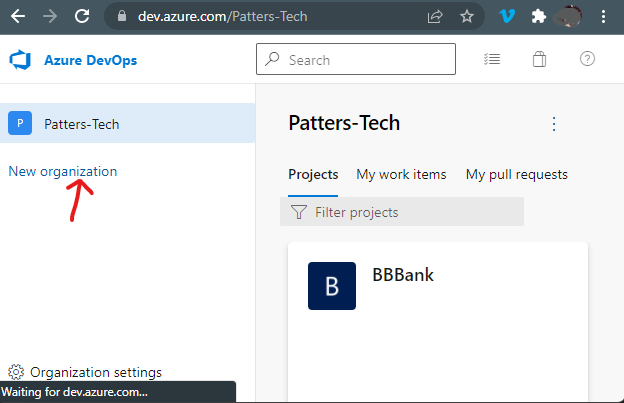 dev.azure.com/Patters-Tech
Azure DevOps
Search
P
Patters-Tech
New organization
Patters-Tech
Projects My work items My pull requests
Filter projects
B
BBBank
Organization settings
Waiting for dev.azure.com...